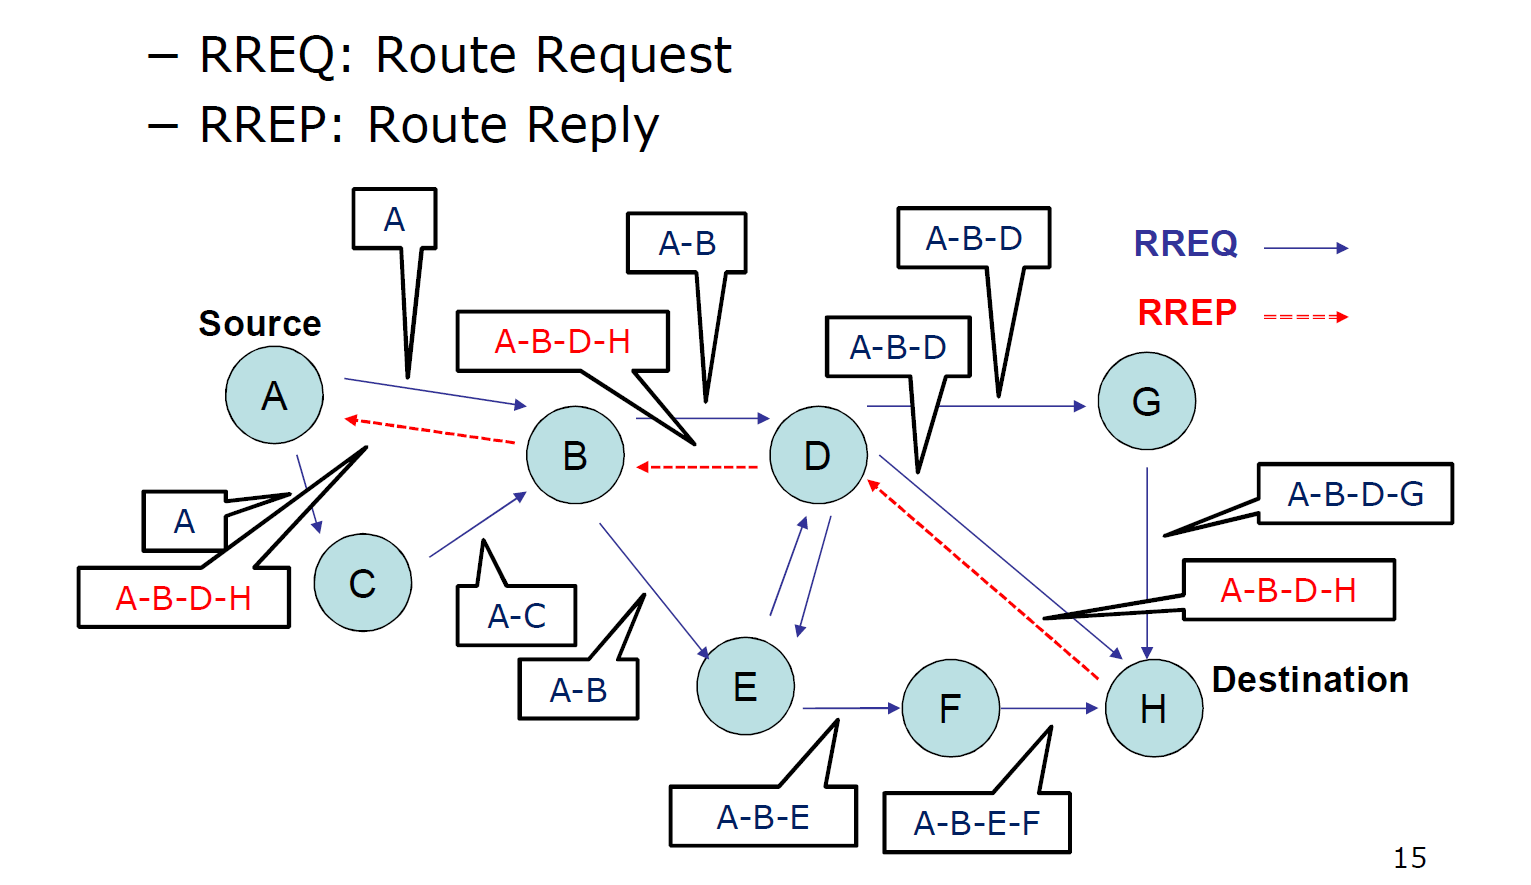 – RREQ: Route Request
– RREP: Route Reply
A
A-B
A-B-D
RREQ
RREP
Source
A-B-D-H
A-B-D
A
B
D
G
A
A-B-D-H
C
A-C
A-B
E
F
H
Destination
A-B-D-G
A-B-D-H
A-B-E
A-B-E-F
15